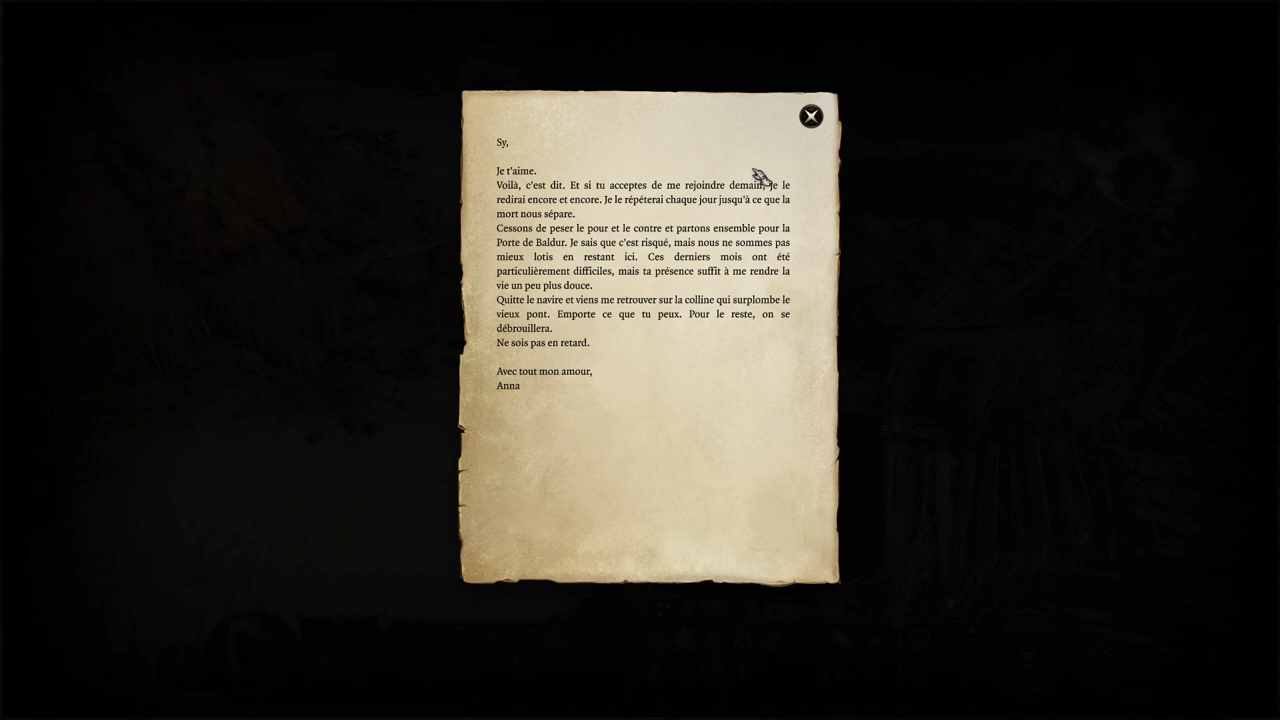 Sy,
Je t'aime.
Voilà, c'est dit. Et si tu acceptes de me rejoindre demain, je le
redirai encore et encore. Je le répéterai chaque jour jusqu'à ce que la
mort nous sépare.
Cessons de peser le pour et le contre et partons ensemble pour la
Porte de Baldur. Je sais que c'est risqué, mais nous ne sommes pas
mieux lotis en restant ici. Ces derniers mois ont été
particulièrement difficiles, mais ta présence suffit à me rendre la
vie un peu plus douce.
Quitte le navire et viens me retrouver sur la colline qui surplombe le
vieux pont. Emporte ce que tu peux. Pour le reste, on se
débrouillera.
Ne sois pas en retard.
Avec tout mon amour,
Anna